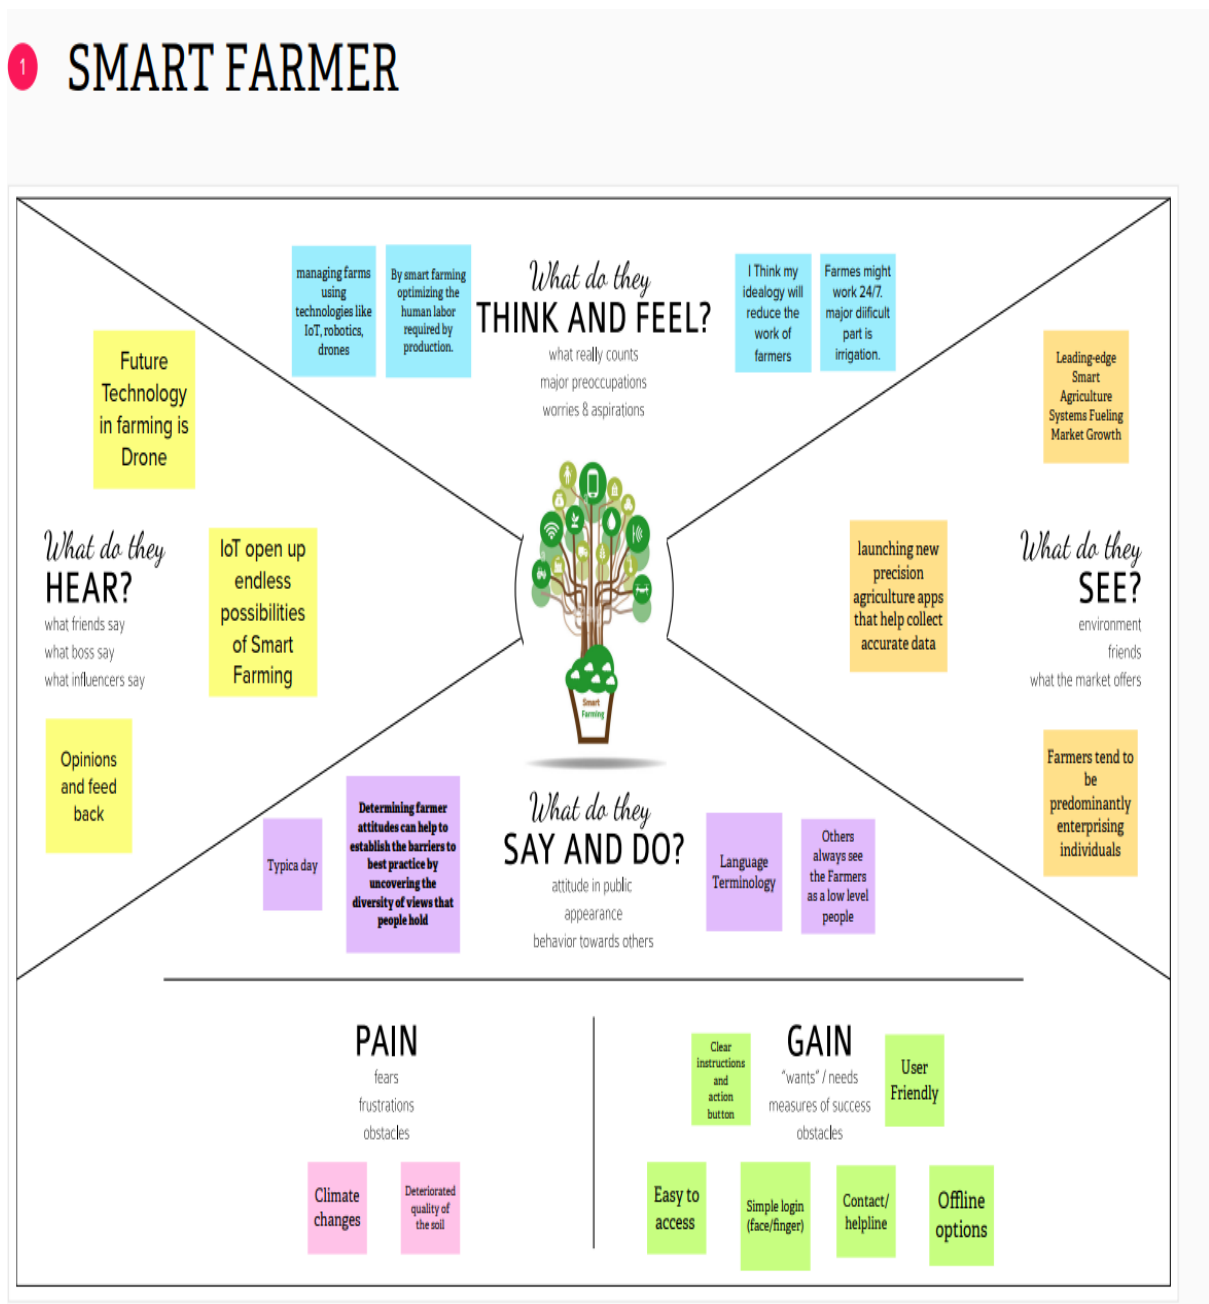 1
SMART FARMER
managing farms
using
technologies like
IoT, robotics,
drones
By smart farming
optimizing the
human labor
required by
production.
What do they
THINK AND FEEL?
what really counts
major preoccupations
worries & aspirations
I Think my
idealogy will
reduce the
work of
farmers
Farmes might
work 24/7.
major diificult
part is
irrigation.
Future
Technology
in farming is
Drone
What do they
HEAR?
what friends say
what boss say
what influencers say
IoT open up
endless
possibilities
of Smart
Farming
Opinions
and feed
back
Smart
Farming
Leading-edge
Smart
Agriculture
Systems Fueling
Market Growth
launching new
precision
agriculture apps
that help collect
accurate data
What do they
SEE?
environment
friends
what the market offers
Farmers tend to
be
predominantly
enterprising
individuals
Typica day
Determining farmer
attitudes can help to
establish the barriers to
best practice by
uncovering the
diversity of views that
people hold
What do they
SAY AND DO?
attitude in public
appearance
behavior towards others
Language
Terminology
Others
always see
the Farmers
as a low level
people
PAIN
fears
frustrations
obstacles
Climate
changes
Deteriorated
quality of
the soil
GAIN
"wants" / needs
measures of success
obstacles
Clear
instructions
and
action
button
User
Friendly
Easy to
access
Simple login
(face/finger)
Contact/
helpline
Offline
options